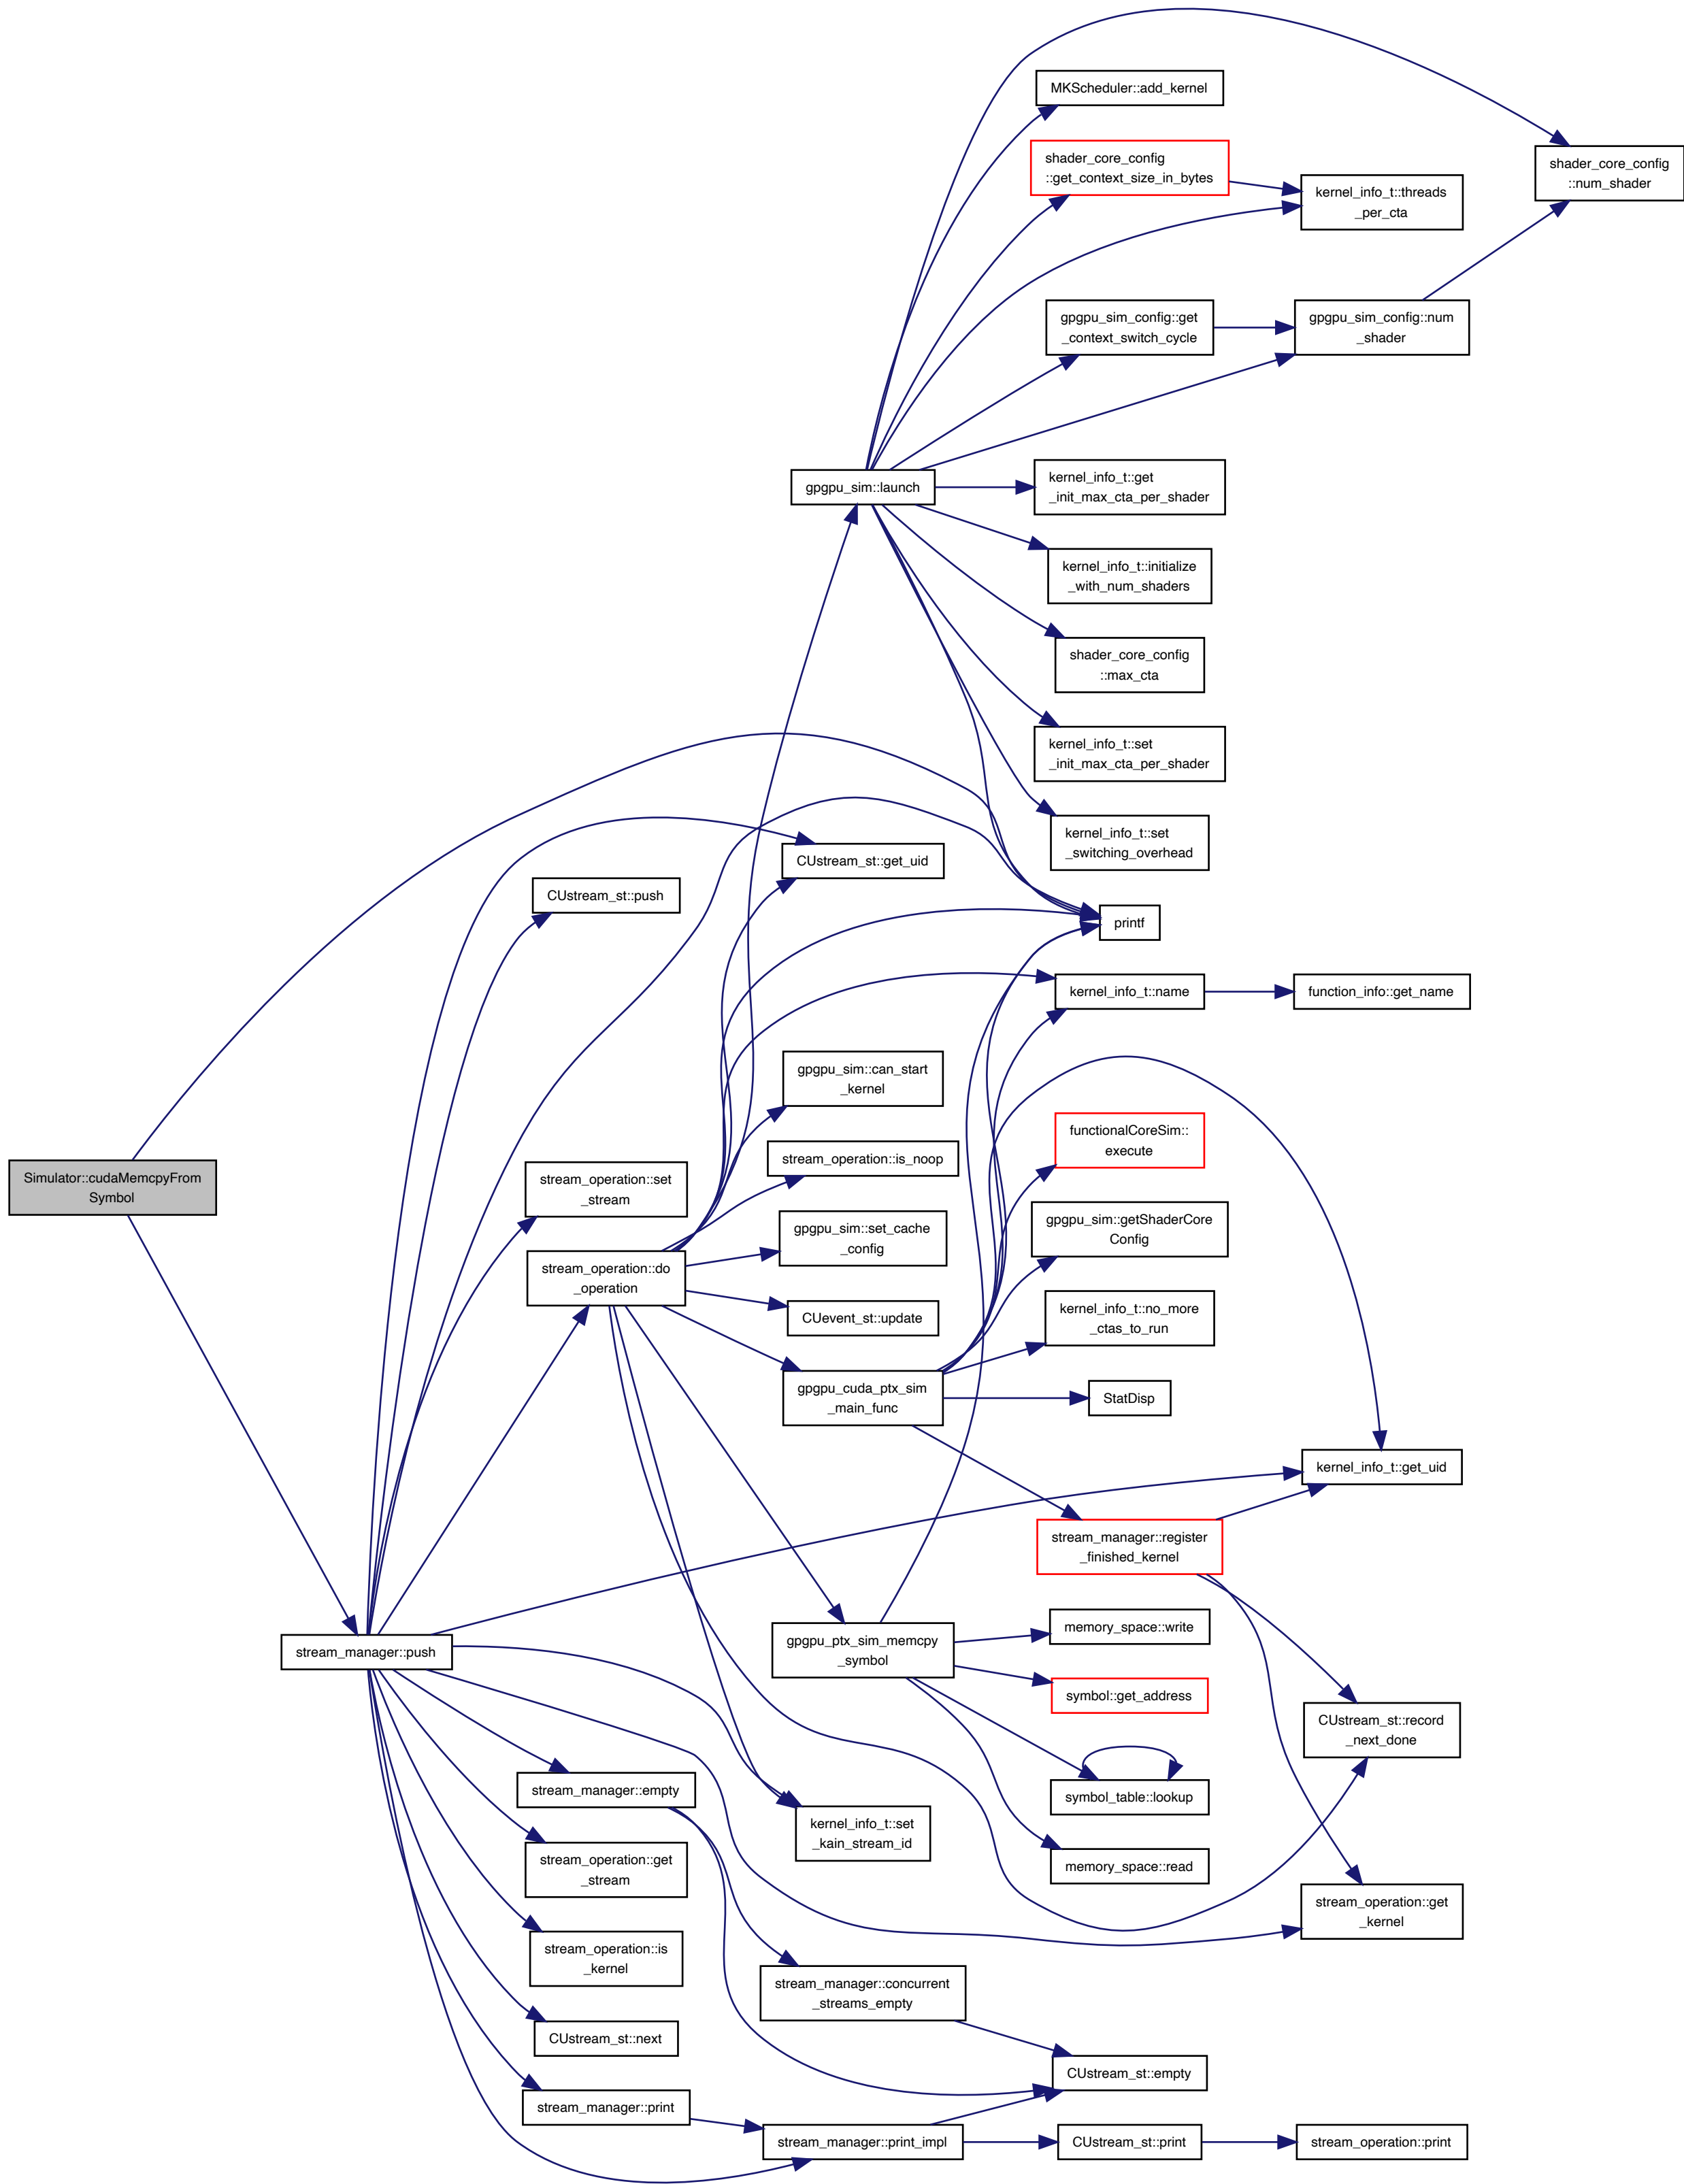 MKScheduler::add_kernel
shader_core_config
::get_context_size_in_bytes
shader_core_config
::num_shader
kernel_info_t::threads
_per_cta
gpgpu_sim_config::get
_context_switch_cycle
gpgpu_sim_config::num
_shader
gpgpu_sim::launch
kernel_info_t::get
_init_max_cta_per_shader
kernel_info_t::initialize
_with_num_shaders
shader_core_config
::max_cta
kernel_info_t::set
_init_max_cta_per_shader
kernel_info_t::set
_switching_overhead
CUstream_st::get_uid
CUstream_st::push
printf
kernel_info_t::name
function_info::get_name
gpgpu_sim::can_start
_kernel
functionalCoreSim::
execute
stream_operation::is_noop
Simulator::cudaMemcpyFrom
Symbol
stream_operation::set
_stream
gpgpu_sim::set_cache
_config
gpgpu_sim::getShaderCore
Config
stream_operation::do
_operation
CUevent_st::update
kernel_info_t::no_more
_ctas_to_run
gpgpu_cuda_ptx_sim
_main_func
StatDisp
kernel_info_t::get_uid
stream_manager::register
_finished_kernel
stream_manager::push
gpgpu_ptx_sim_memcpy
_symbol
memory_space::write
symbol::get_address
CUstream_st::record
_next_done
stream_manager::empty
symbol_table::lookup
kernel_info_t::set
_kain_stream_id
stream_operation::get
_stream
memory_space::read
stream_operation::get
_kernel
stream_operation::is
_kernel
stream_manager::concurrent
_streams_empty
CUstream_st::next
CUstream_st::empty
stream_manager::print
stream_manager::print_impl
CUstream_st::print
stream_operation::print